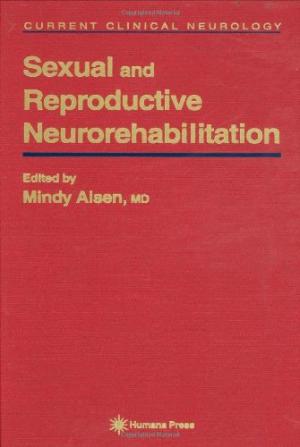 CURRENT CLINICAL NEUROLOGY
Sexual and
Reproductive
Neurorehabilitation
Edited by
Mindy Aisen, MD
Humana Press